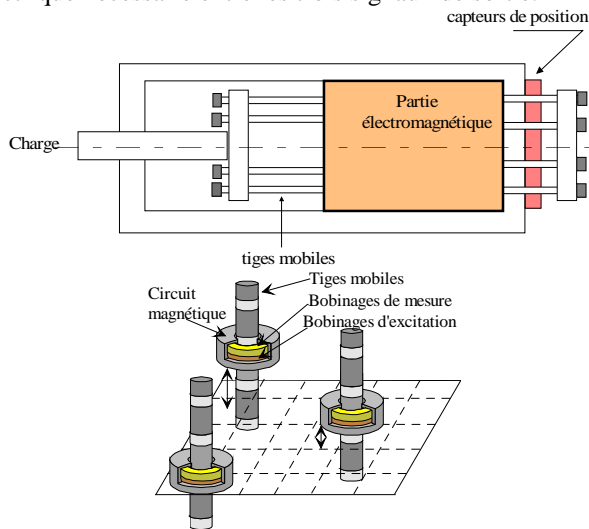 capteurs de position
Partie
électromagnétique
Charge
tiges mobiles
Tiges mobiles
Circuit
magnétique
Bobinages de mesure
Bobinages d'excitation